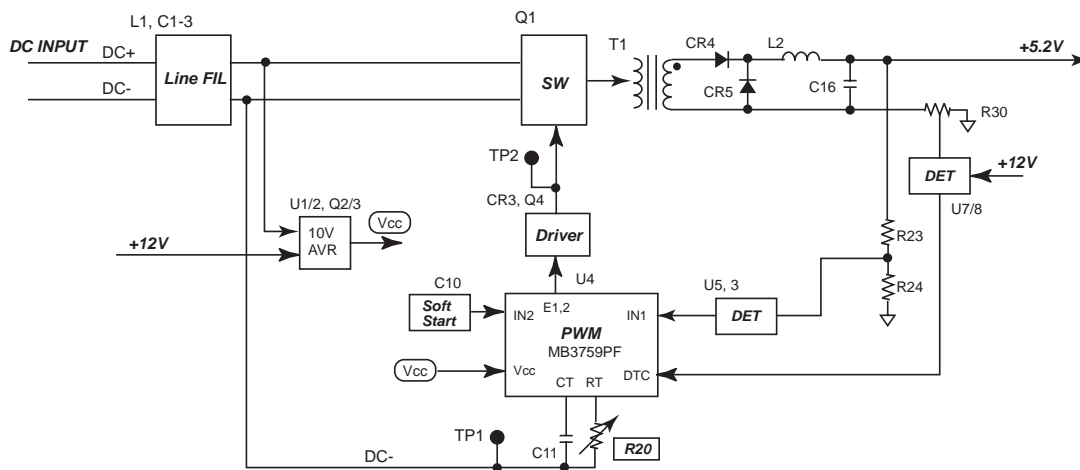 L1, C1-3
Q1
DC INPUT
DC+
DC-
Line FIL
SW
T1
CR4
L2
+5.2V
CR5
C16
R30
TP2
CR3, Q4
DET
+12V
U7/8
U1/2, Q2/3
Vcc
10V
AVR
+12V
Driver
R23
R24
C10
U4
U5, 3
Soft
Start
E1,2
IN2
IN1
DET
PWM
MB3759PF
Vcc
Vcc
DTC
CT
RT
TP1
C11
R20
DC-